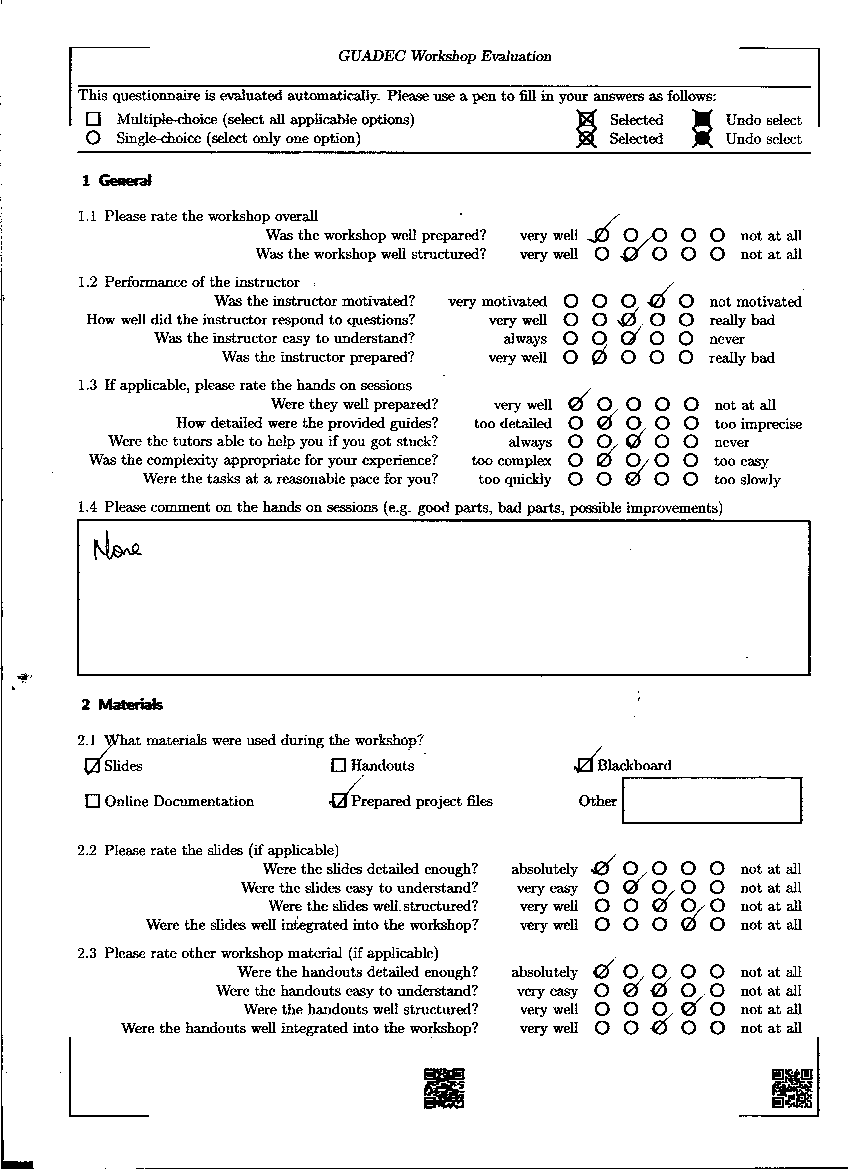 GUADEC Workshop Evaluation
This questionnaire is evaluated automatically. Please use a pen to fill in your answers as follows:
Multiple-choice (select all applicable options) Selected Undo select
Single-choice (select only one option) Selected Undo select
1 General
1.1 Please rate the workshop overall
Was the workshop well prepared? very well not at all
Was the workshop well structured? very well not at all
1.2 Performance of the instructor
Was the instructor motivated? very motivated not motivated
How well did the instructor respond to questions? very well really bad
Was the instructor easy to understand? always never
Was the instructor prepared? very well really bad
1.3 If applicable, please rate the hands on sessions
Were they well prepared? very well not at all
How detailed were the provided guides? too detailed too imprecise
Were the tutors able to help you if you got stuck? always never
Was the complexity appropriate for your experience? too complex too easy
Were the tasks at a reasonable pace for you? too quickly too slowly
1.4 Please comment on the hands on sessions (e.g. good parts, bad parts, possible improvements)
None
2 Materials
2.1 What materials were used during the workshop?
Slides Handouts Blackboard
Online Documentation Prepared project files Other
2.2 Please rate the slides (if applicable)
Were the slides detailed enough? absolutely not at all
Were the slides easy to understand? very easy not at all
Were the slides well structured? very well not at all
Were the slides well integrated into the workshop? very well not at all
2.3 Please rate other workshop material (if applicable)
Were the handouts detailed enough? absolutely not at all
Were the handouts easy to understand? very easy not at all
Were the handouts well structured? very well not at all
Were the handouts well integrated into the workshop? very well not at all